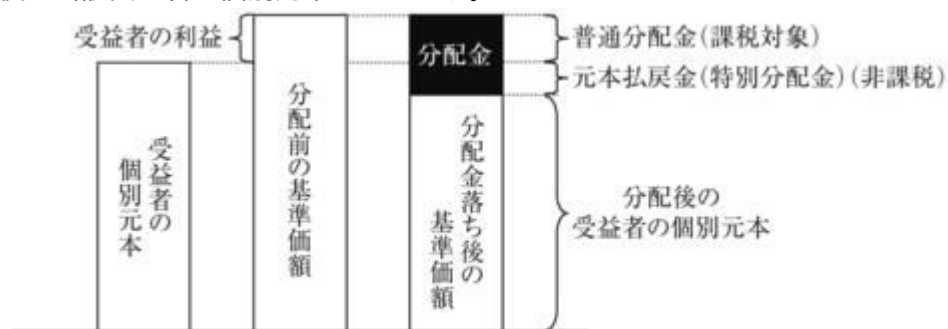 受益者の利益
受益者の
個別元本
分配前の基準価額
分配金
分配金落ち後の
基準価額
普通分配金(課税対象)
元本払戻金(特別分配金)(非課税)
分配後の
受益者の個別元本